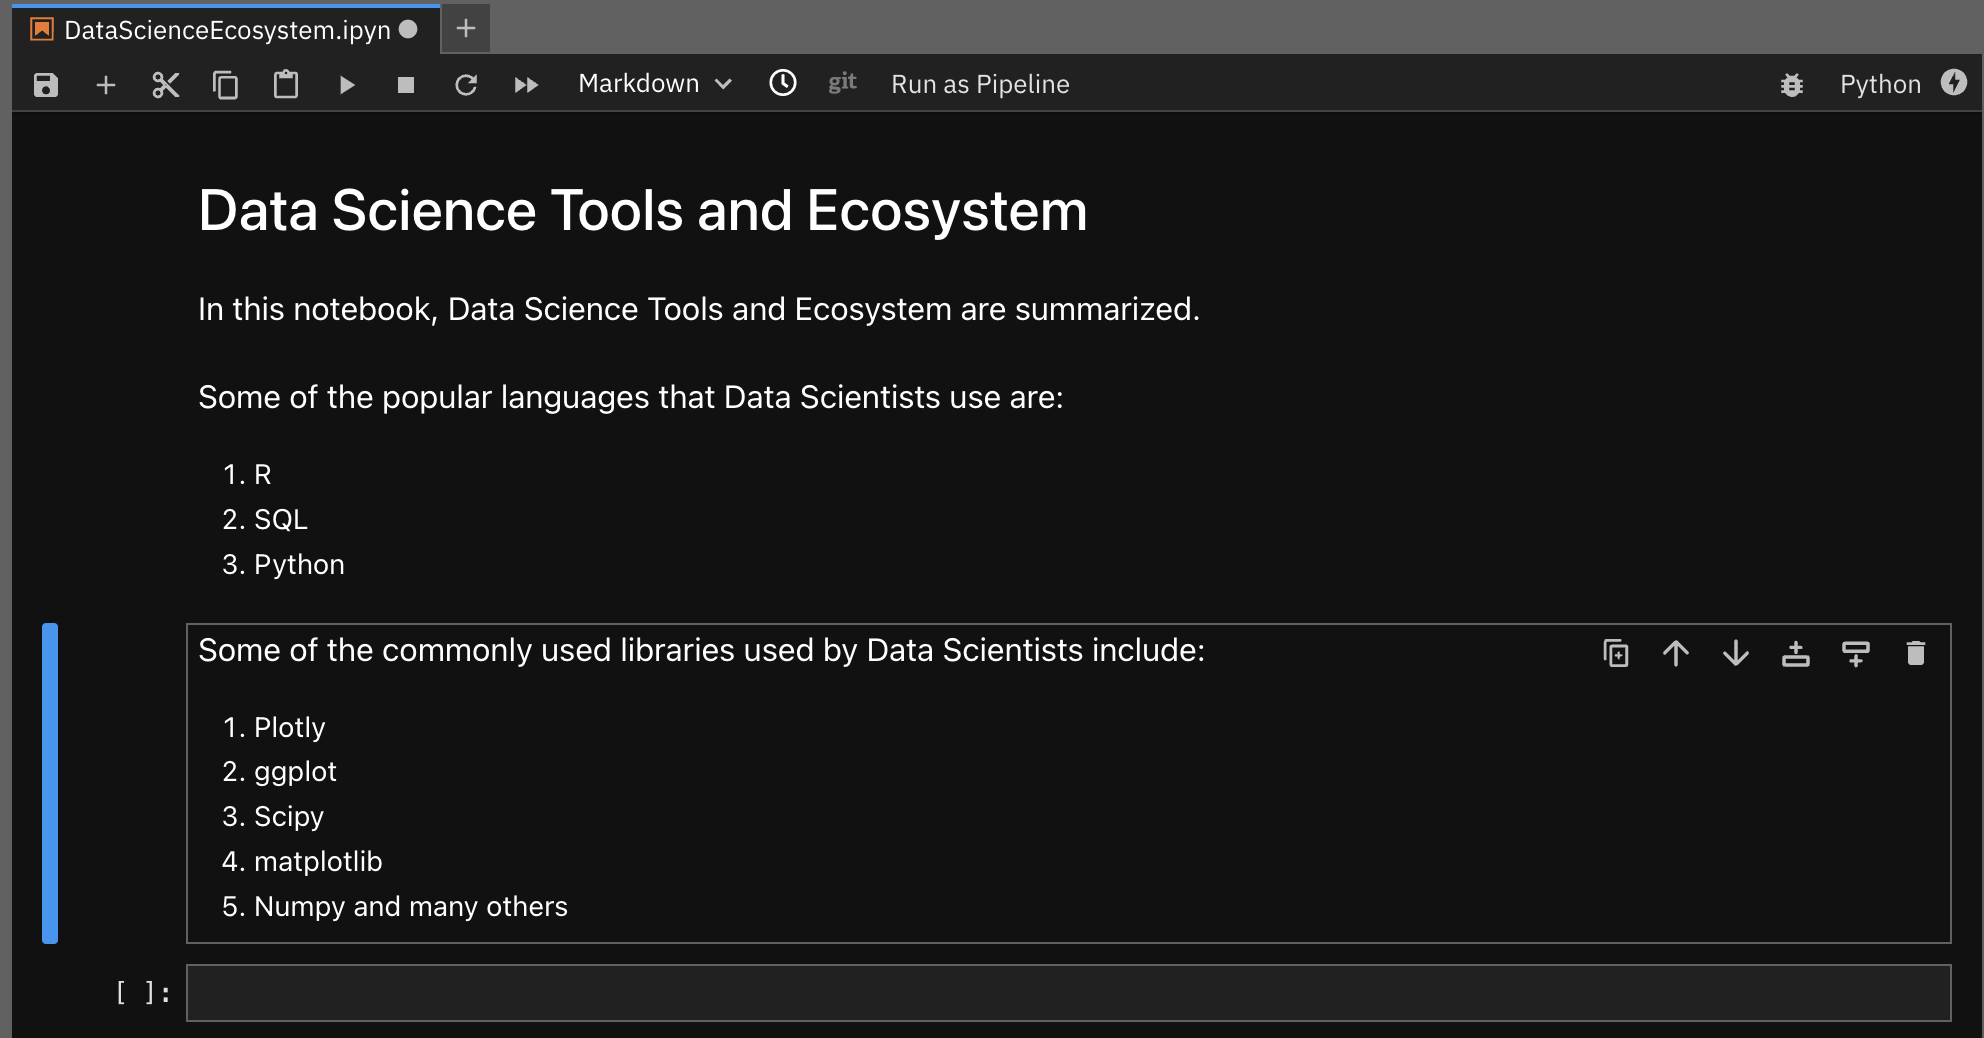 DataScienceEcosystem.ipyn
Markdown git Run as Pipeline Python
Data Science Tools and Ecosystem
In this notebook, Data Science Tools and Ecosystem are summarized.
Some of the popular languages that Data Scientists use are:
1. R
2. SQL
3. Python
Some of the commonly used libraries used by Data Scientists include:
1. Plotly
2. ggplot
3. Scipy
4. matplotlib
5. Numpy and many others
[ ]: